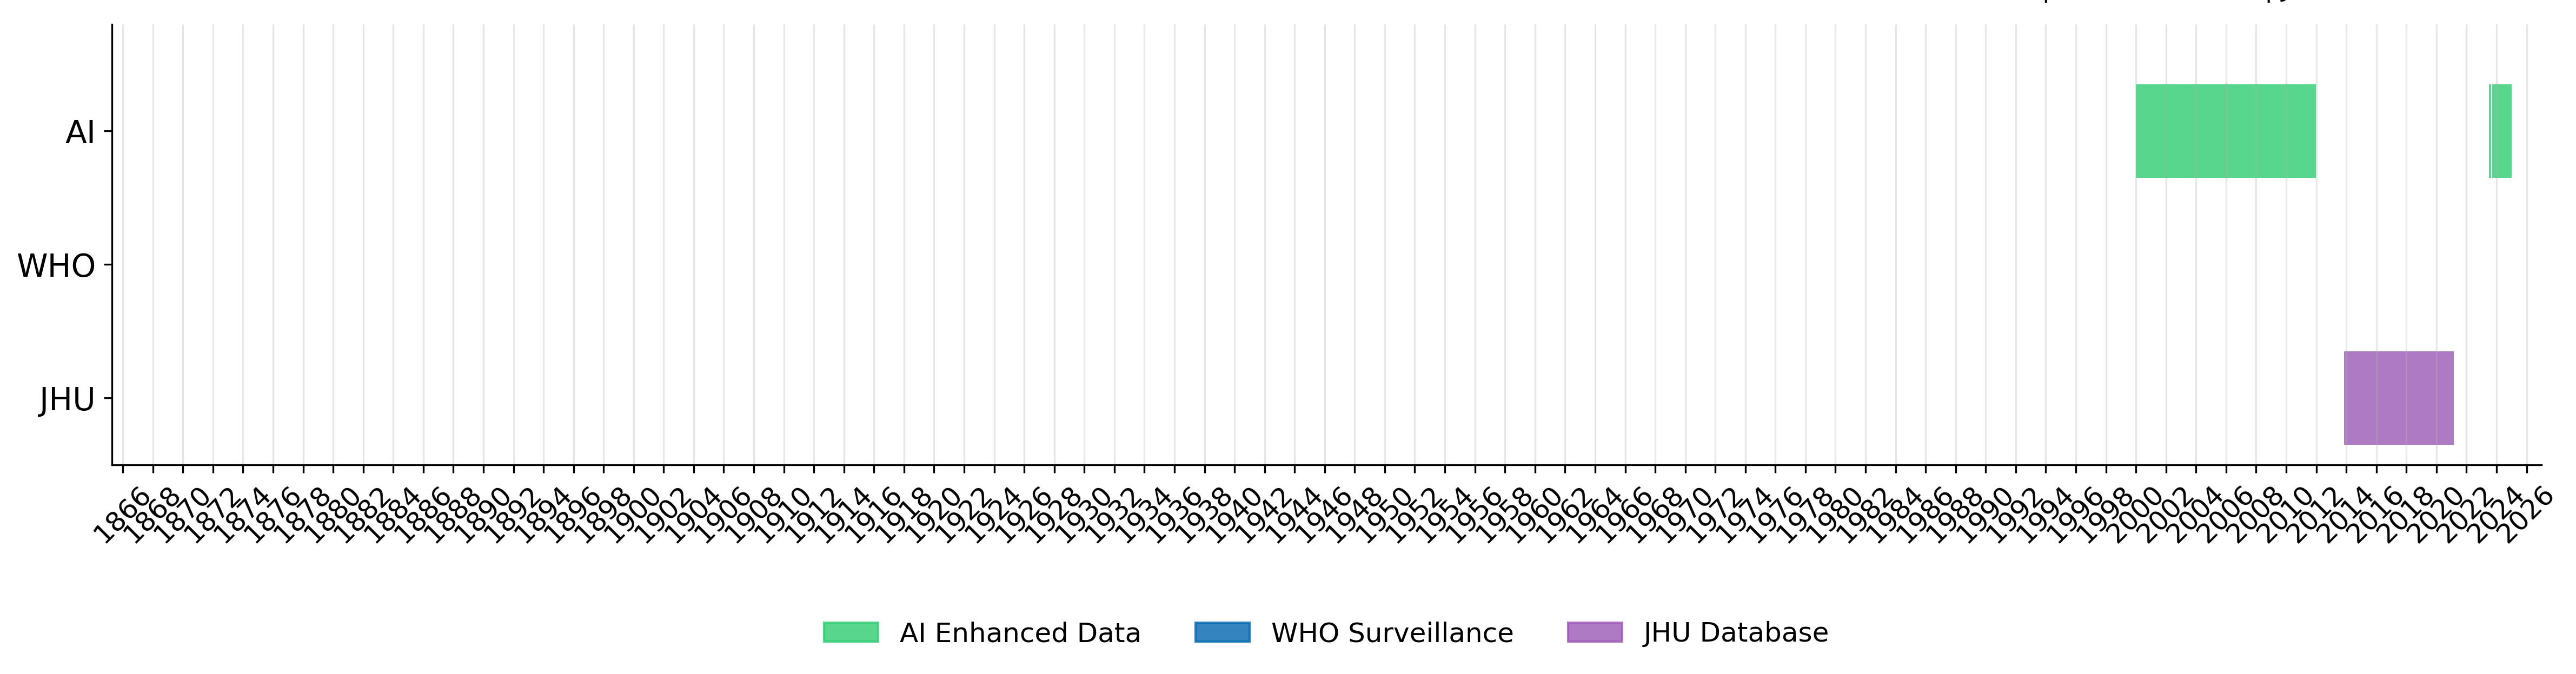 AI
WHO
JHU
1866 1868 1870 1872 1874 1876 1878 1880 1882 1884 1886 1888 1890 1892 1894 1896 1898 1900 1902 1904 1906 1908 1910 1912 1914 1916 1918 1920 1922 1924 1926 1928 1930 1932 1934 1936 1938 1940 1942 1944 1946 1948 1950 1952 1954 1956 1958 1960 1962 1964 1966 1968 1970 1972 1974 1976 1978 1980 1982 1984 1986 1988 1990 1992 1994 1996 1998 2000 2002 2004 2006 2008 2010 2012 2014 2016 2018 2020 2022 2024 2026
AI Enhanced Data WHO Surveillance JHU Database